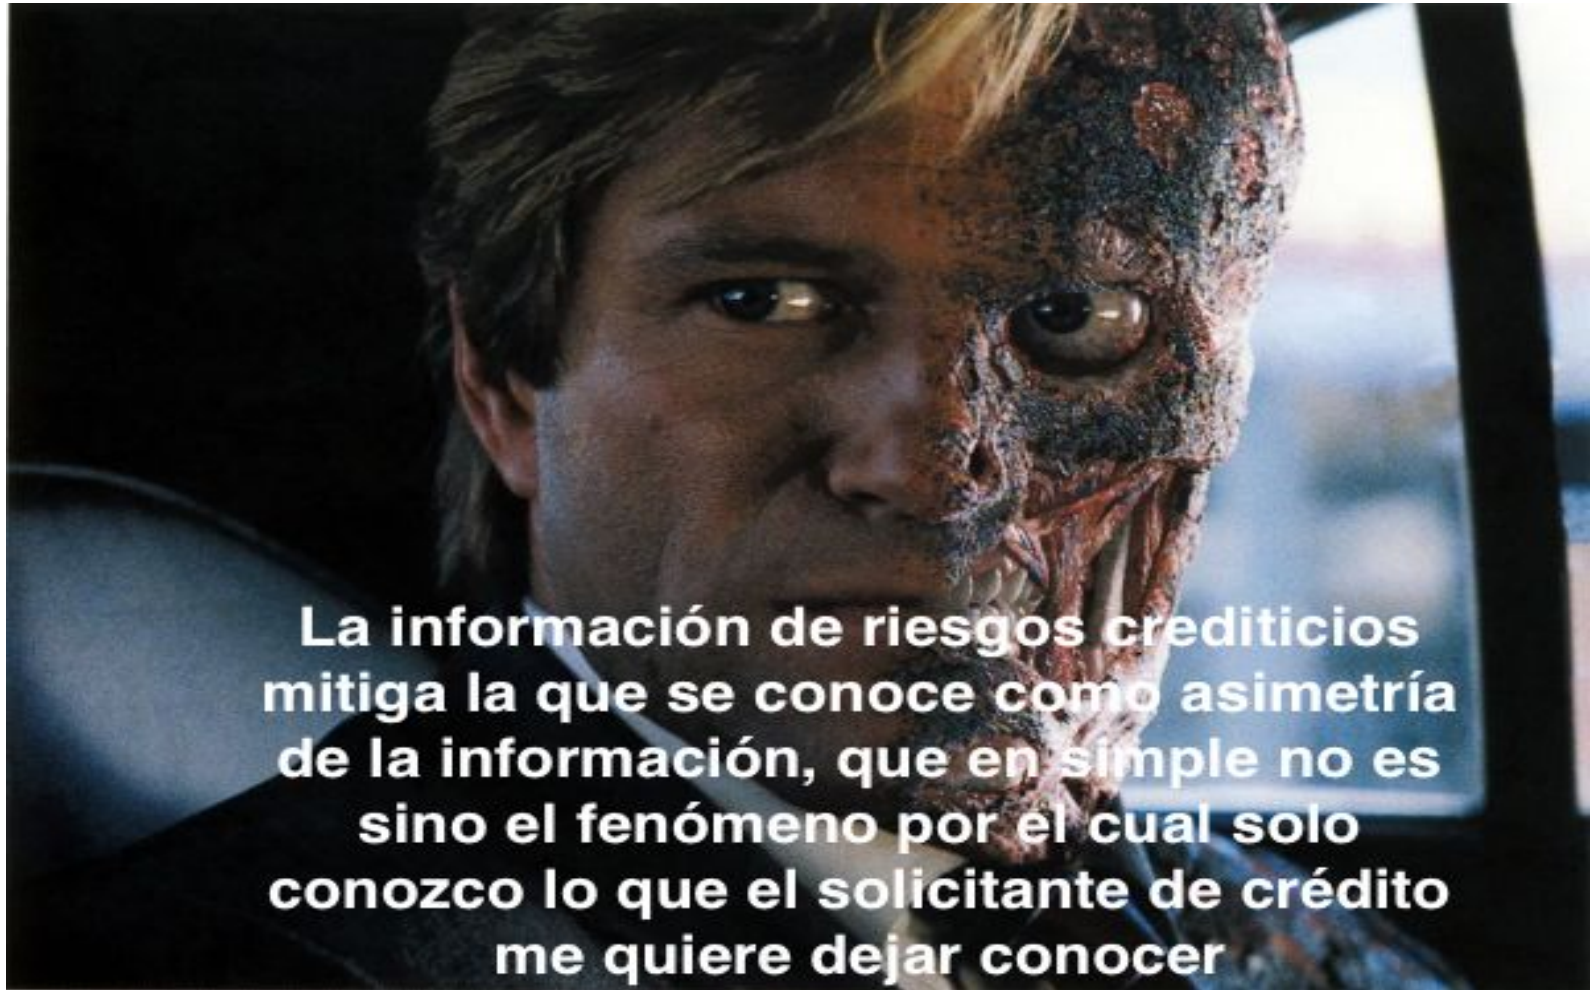 La información de riesgos crediticios
mitiga la que se conoce como asimetría
de la información, que en simple no es
sino el fenómeno por el cual solo
conozco lo que el solicitante de crédito
me quiere dejar conocer